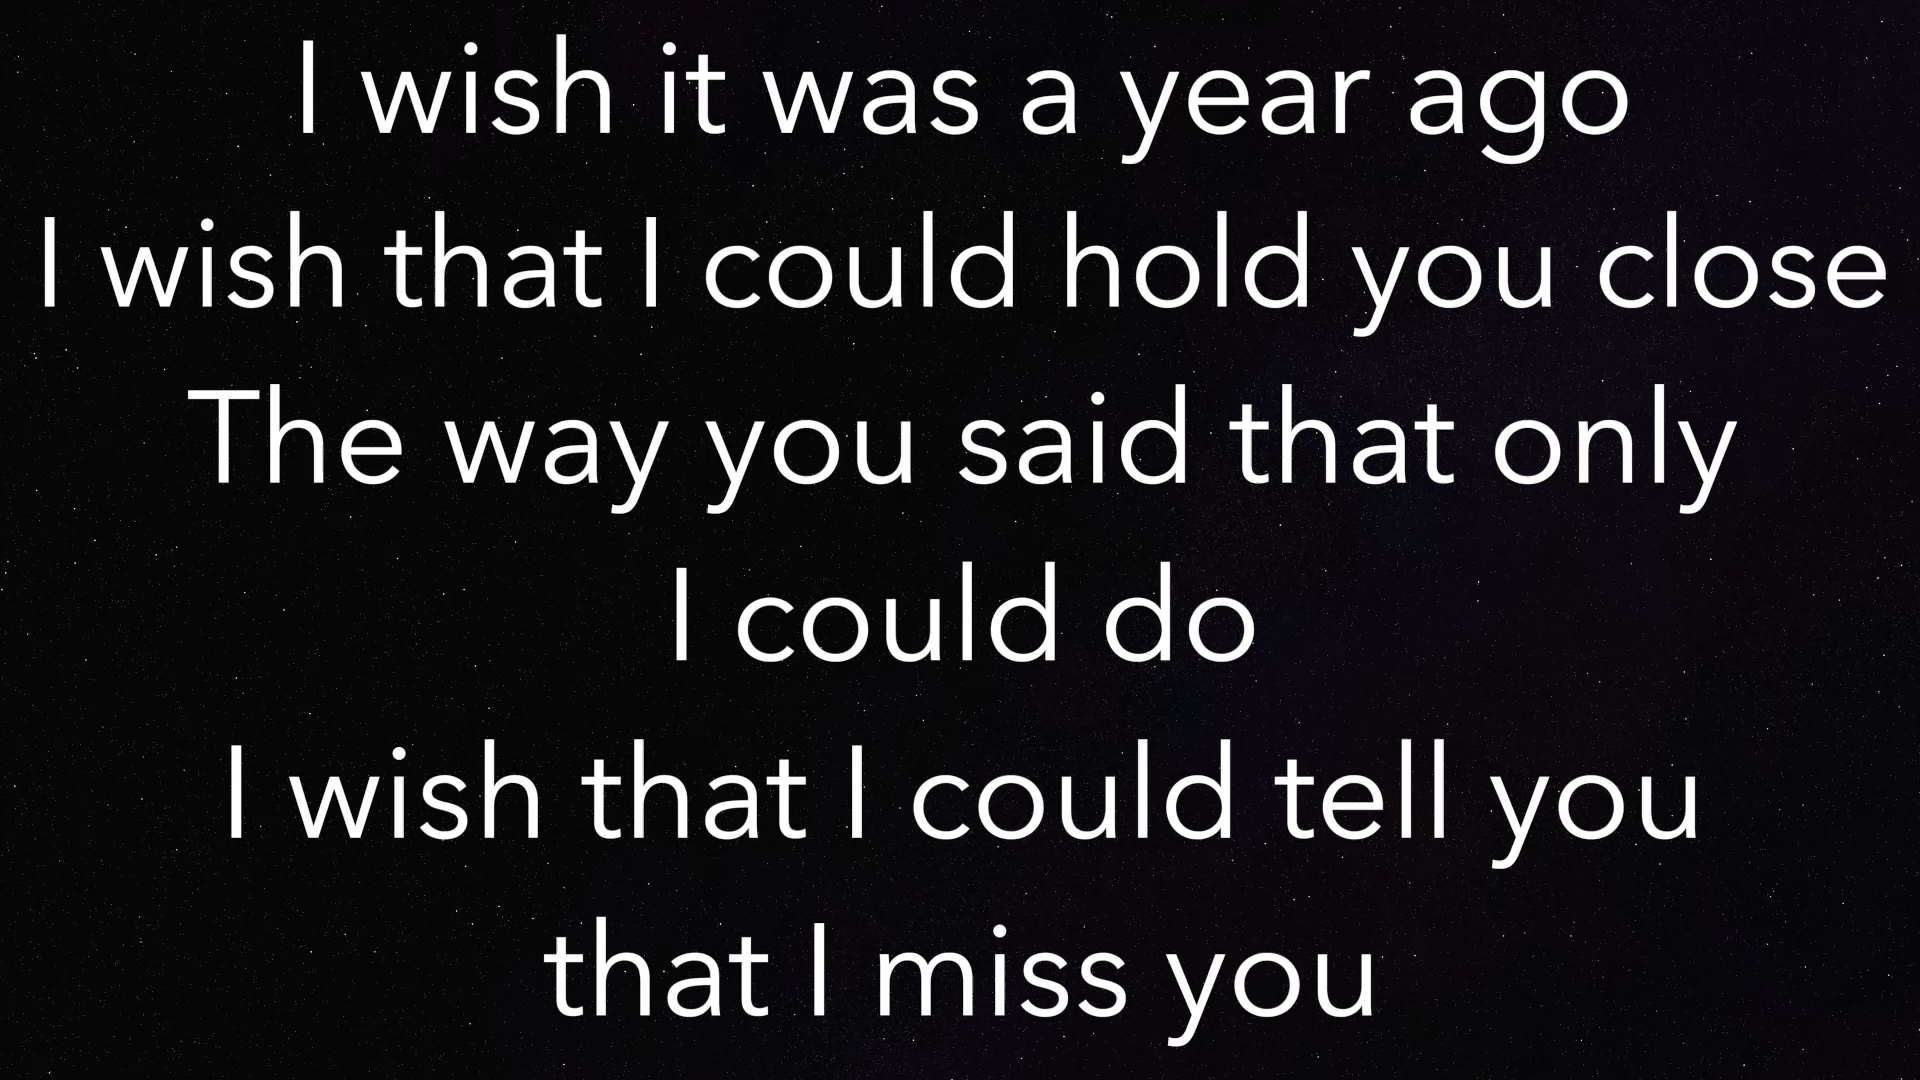 I wish it was a year ago
I wish that I could hold you close
The way you said that only
I could do
I wish that I could tell you
that I miss you